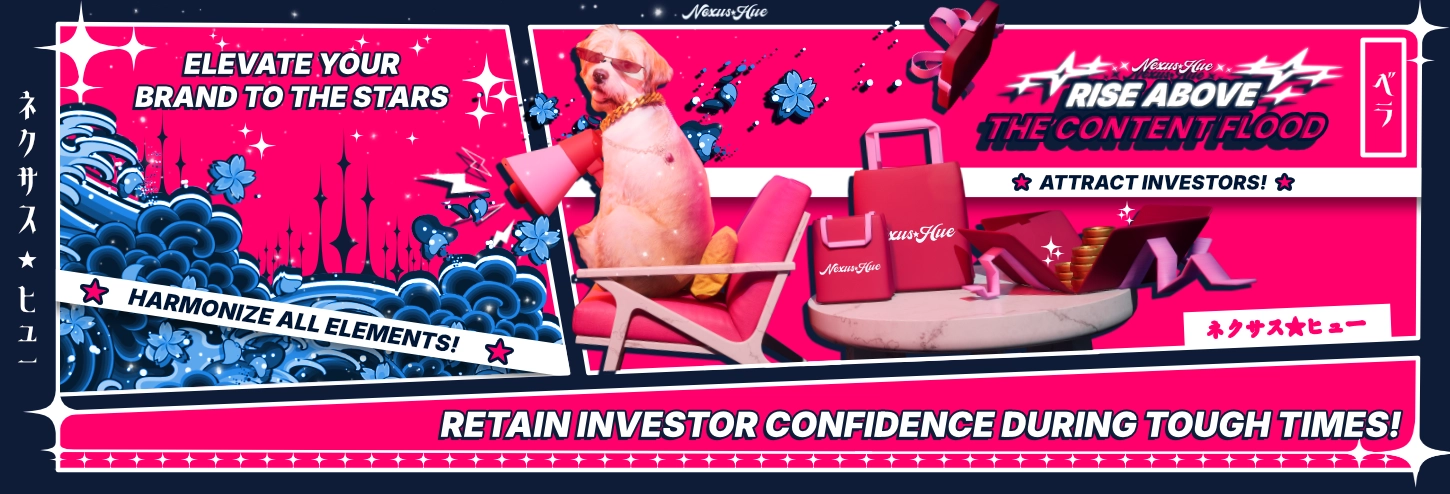 Nexus★Hue
ネクサス★ヒュー
ELEVATE YOUR
BRAND TO THE STARS
HARMONIZE ALL ELEMENTS!
Nexus★Hue
RISE ABOVE
THE CONTENT FLOOD
ベラ
ATTRACT INVESTORS!
xus★Hue
Nexus★Hue
ネクサス★ヒュー
RETAIN INVESTOR CONFIDENCE DURING TOUGH TIMES!